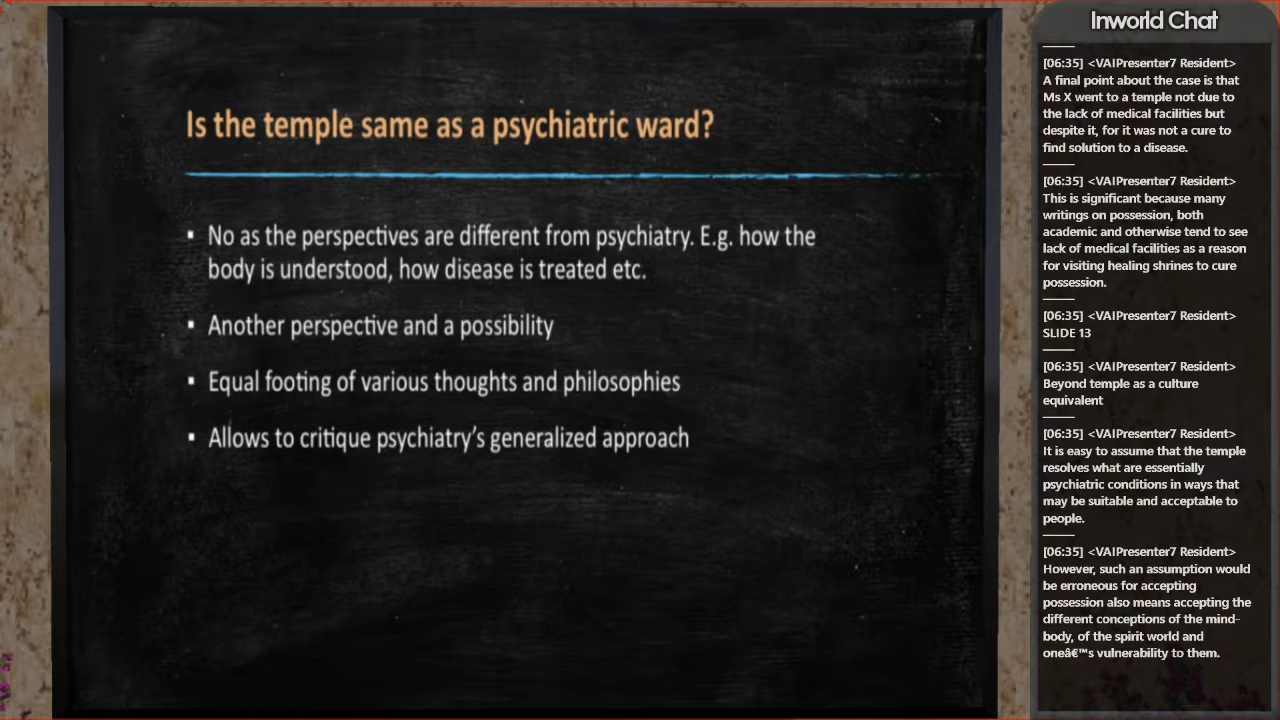 Is the temple same as a psychiatric ward?
▪ No as the perspectives are different from psychiatry. E.g. how the
body is understood, how disease is treated etc.
▪ Another perspective and a possibility
▪ Equal footing of various thoughts and philosophies
▪ Allows to critique psychiatry’s generalized approach
Inworld Chat
[06:35] <VAIPresenter7 Resident>
A final point about the case is that
Ms X went to a temple not due to
the lack of medical facilities but
despite it, for it was not a cure to
find solution to a disease.
[06:35] <VAIPresenter7 Resident>
This is significant because many
writings on possession, both
academic and otherwise tend to see
lack of medical facilities as a reason
for visiting healing shrines to cure
possession.
[06:35] <VAIPresenter7 Resident>
SLIDE 13
[06:35] <VAIPresenter7 Resident>
Beyond temple as a culture
equivalent
[06:35] <VAIPresenter7 Resident>
It is easy to assume that the temple
resolves what are essentially
psychiatric conditions in ways that
may be suitable and acceptable to
people.
[06:35] <VAIPresenter7 Resident>
However, such an assumption would
be erroneous for accepting
possession also means accepting the
different conceptions of the mind-
body, of the spirit world and
oneâ€™s vulnerability to them.